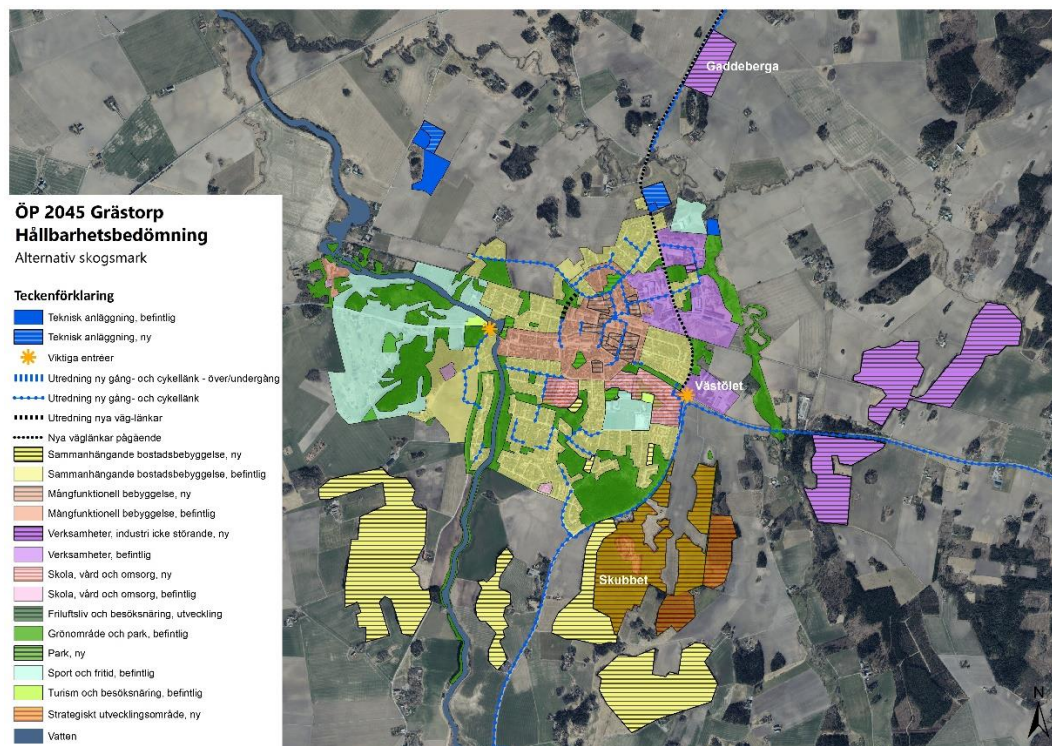 Gaddeberga
ÖP 2045 Grästorp
Hållbarhetsbedömning
Alternativ skogsmark
Teckenförklaring
Teknisk anläggning, befintlig
Teknisk anläggning, ny
Viktiga entréer
Utredning ny gång- och cykellänk - över/undergång
Utredning ny gång- och cykellänk
Utredning nya väg-länkar
Nya väglänkar pågående
Sammanhängande bostadsbebyggelse, ny
Sammanhängande bostadsbebyggelse, befintlig
Mångfunktionell bebyggelse, ny
Mångfunktionell bebyggelse, befintlig
Verksamheter, industri icke störande, ny
Verksamheter, befintlig
Skola, vård och omsorg, ny
Skola, vård och omsorg, befintlig
Friluftsliv och besöksnäring, utveckling
Grönområde och park, befintlig
Park, ny
Sport och fritid, befintlig
Turism och besöksnäring, befintlig
Strategiskt utvecklingsområde, ny
Vatten
Västölet
Skubbet
N